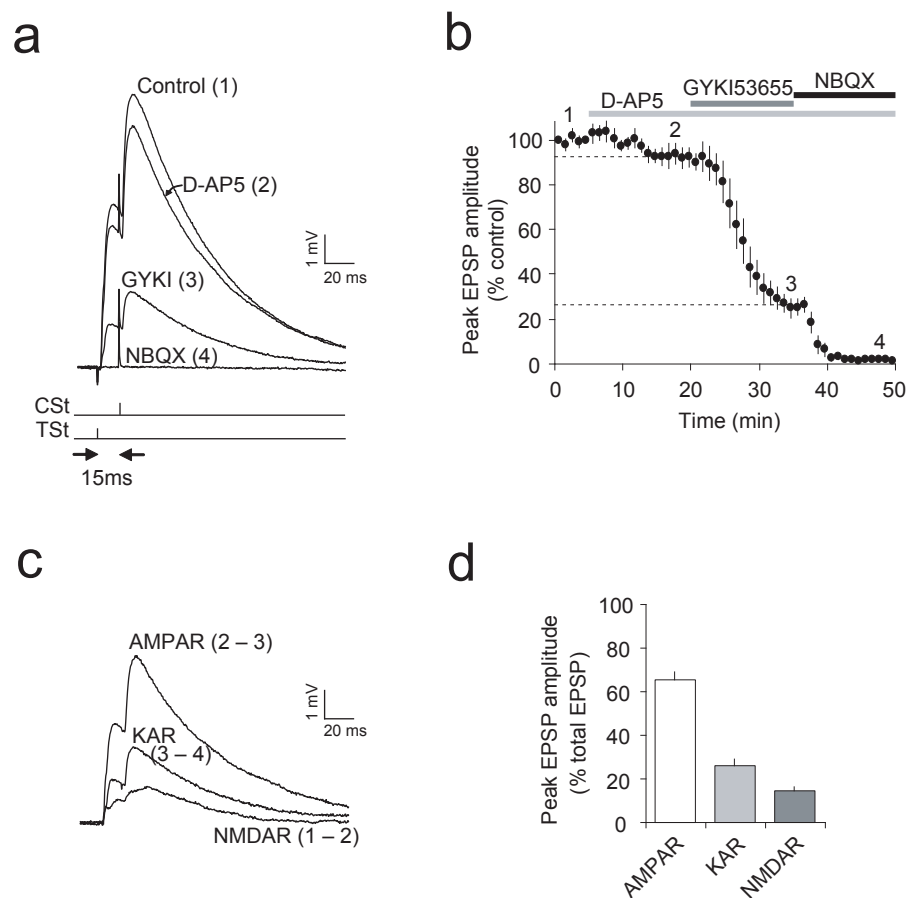 a
Control (1)
D-AP5 (2)
1 mV
20 ms
GYKI (3)
NBQX (4)
CSt
TSt
15ms
b
NBQX
GYKI53655
D-AP5
1
2
3
4
100
80
60
40
20
0
Peak EPSP amplitude
(% control)
0 10 20 30 40 50
Time (min)
c
AMPAR (2 – 3)
1 mV
20 ms
KAR
(3 – 4)
NMDAR (1 – 2)
d
100
80
60
40
20
0
Peak EPSP amplitude
(% total EPSP)
AMPAR
KAR
NMDAR